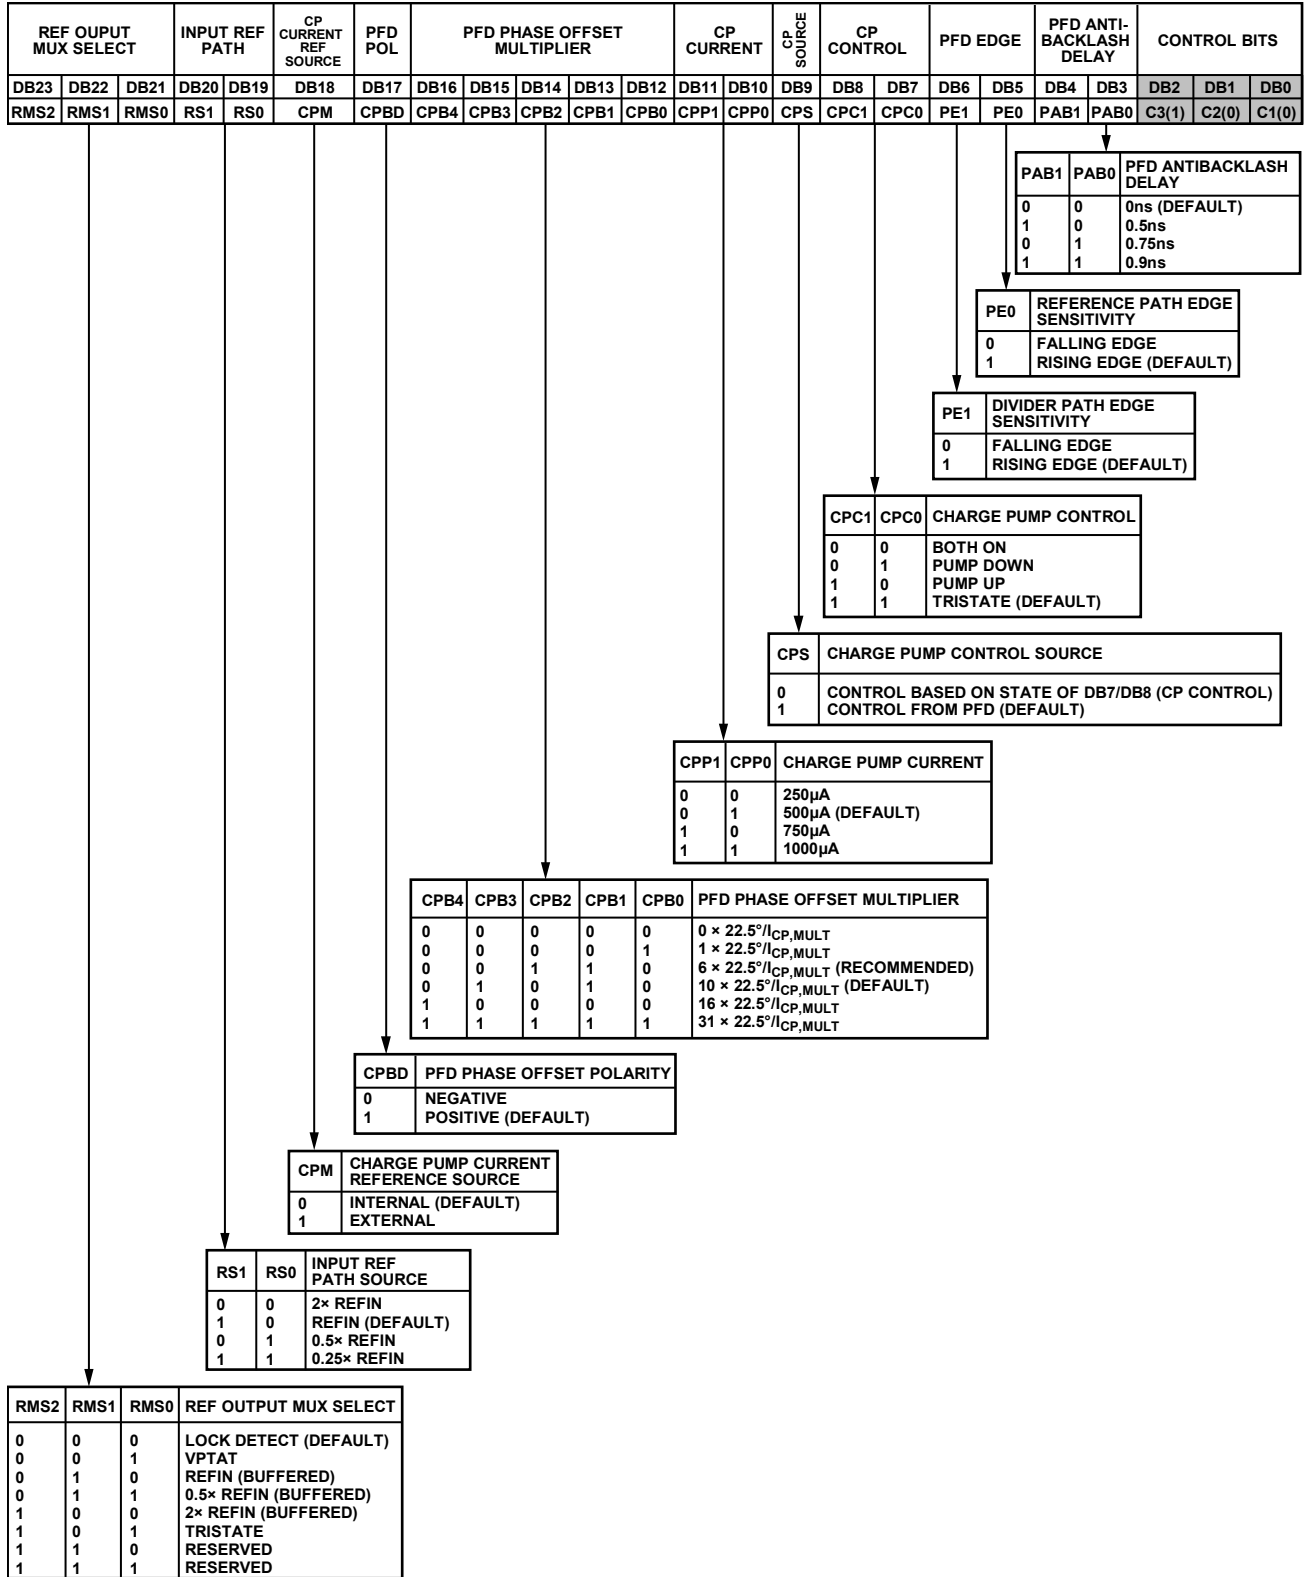 REF OUPUT MUX SELECT | INPUT REF PATH | CP CURRENT REF SOURCE | PFD POL | PFD PHASE OFFSET MULTIPLIER | CP CURRENT | CP SOURCE | CP CONTROL | PFD EDGE | PFD ANTI-BACKLASH DELAY | CONTROL BITS
DB23 DB22 DB21 DB20 DB19 DB18 DB17 DB16 DB15 DB14 DB13 DB12 DB11 DB10 DB9 DB8 DB7 DB6 DB5 DB4 DB3 DB2 DB1 DB0
RMS2 RMS1 RMS0 RS1 RS0 CPM CPBD CPB4 CPB3 CPB2 CPB1 CPB0 CPP1 CPP0 CPS CPC1 CPC0 PE1 PE0 PAB1 PAB0 C3(1) C2(0) C1(0)
PAB1 PAB0 PFD ANTIBACKLASH DELAY
0 0 0ns (DEFAULT)
1 0 0.5ns
0 1 0.75ns
1 1 0.9ns
PE0 REFERENCE PATH EDGE SENSITIVITY
0 FALLING EDGE
1 RISING EDGE (DEFAULT)
PE1 DIVIDER PATH EDGE SENSITIVITY
0 FALLING EDGE
1 RISING EDGE (DEFAULT)
CPC1 CPC0 CHARGE PUMP CONTROL
0 0 BOTH ON
0 1 PUMP DOWN
1 0 PUMP UP
1 1 TRISTATE (DEFAULT)
CPS CHARGE PUMP CONTROL SOURCE
0 CONTROL BASED ON STATE OF DB7/DB8 (CP CONTROL)
1 CONTROL FROM PFD (DEFAULT)
CPP1 CPP0 CHARGE PUMP CURRENT
0 0 250µA
0 1 500µA (DEFAULT)
1 0 750µA
1 1 1000µA
CPB4 CPB3 CPB2 CPB1 CPB0 PFD PHASE OFFSET MULTIPLIER
0 0 0 0 0 0 × 22.5°/ICP,MULT
0 0 0 0 1 1 × 22.5°/ICP,MULT
0 0 1 1 0 6 × 22.5°/ICP,MULT (RECOMMENDED)
0 1 0 1 0 10 × 22.5°/ICP,MULT (DEFAULT)
1 0 0 0 0 16 × 22.5°/ICP,MULT
1 1 1 1 1 31 × 22.5°/ICP,MULT
CPBD PFD PHASE OFFSET POLARITY
0 NEGATIVE
1 POSITIVE (DEFAULT)
CPM CHARGE PUMP CURRENT REFERENCE SOURCE
0 INTERNAL (DEFAULT)
1 EXTERNAL
RS1 RS0 INPUT REF PATH SOURCE
0 0 2× REFIN
1 0 REFIN (DEFAULT)
0 1 0.5× REFIN
1 1 0.25× REFIN
RMS2 RMS1 RMS0 REF OUTPUT MUX SELECT
0 0 0 LOCK DETECT (DEFAULT)
0 0 1 VPTAT
0 1 0 REFIN (BUFFERED)
0 1 1 0.5× REFIN (BUFFERED)
1 0 0 2× REFIN (BUFFERED)
1 0 1 TRISTATE
1 1 0 RESERVED
1 1 1 RESERVED